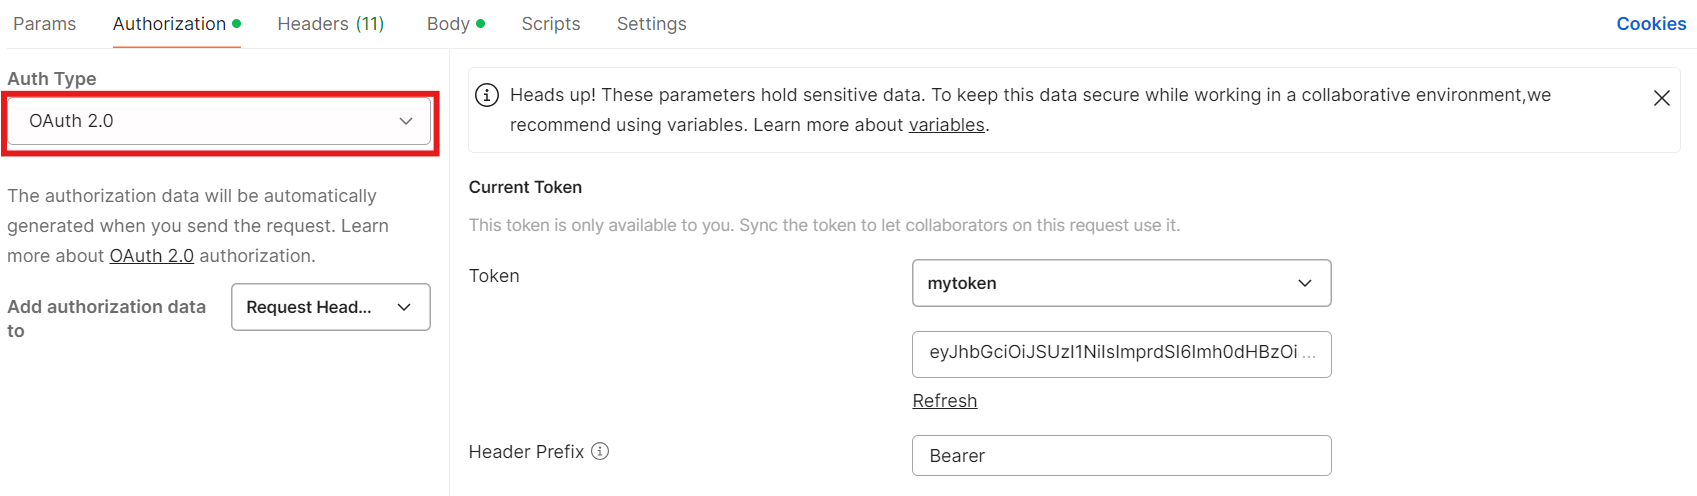 Params Authorization Headers (11) Body Scripts Settings Cookies
Auth Type
OAuth 2.0
The authorization data will be automatically
generated when you send the request. Learn
more about OAuth 2.0 authorization.
Add authorization data
to
Request Head...
Heads up! These parameters hold sensitive data. To keep this data secure while working in a collaborative environment,we
recommend using variables. Learn more about variables.
Current Token
This token is only available to you. Sync the token to let collaborators on this request use it.
Token
mytoken
eyJhbGciOiJSUzI1NiIsImprdSI6Imh0dHBzOi ...
Refresh
Header Prefix
Bearer